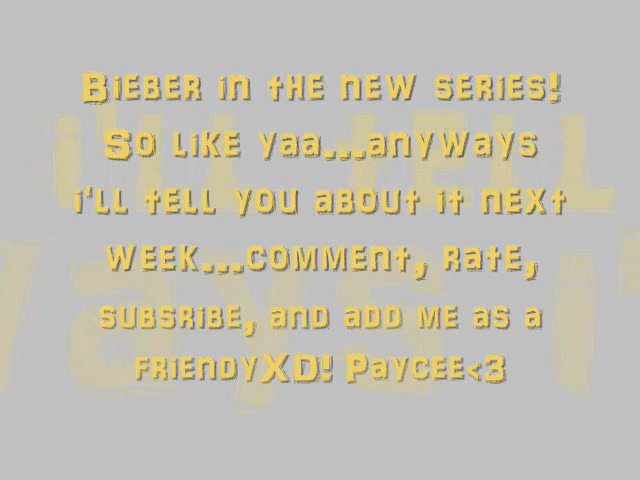 Bieber in the new series!
So like yaa...anyways
i'll tell you about it next
week...comment, rate,
subsribe, and add me as a
friendyXD! Paycee<3